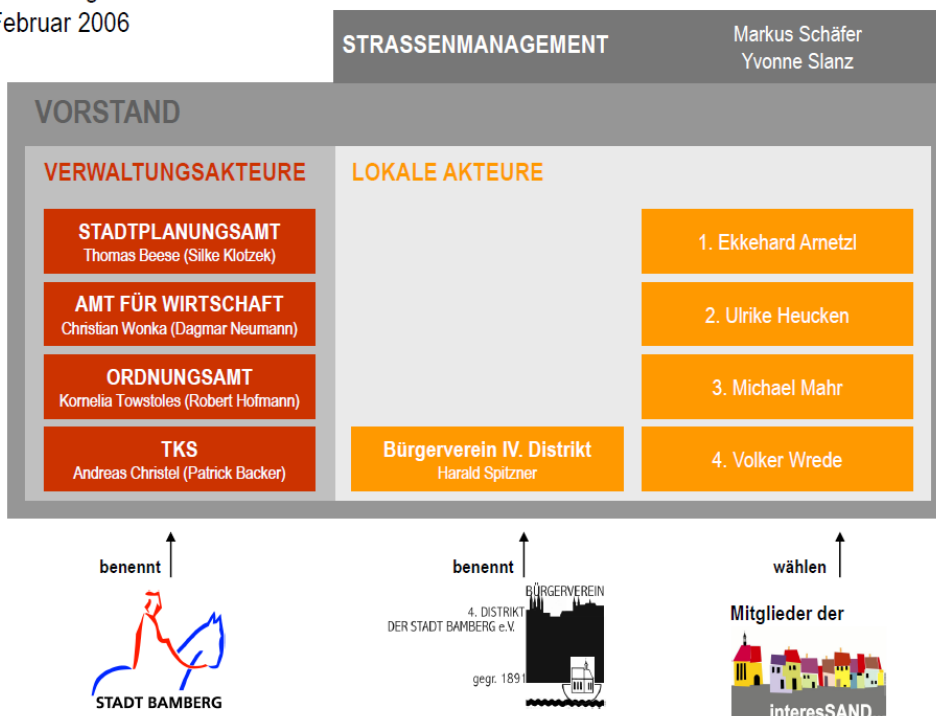 Februar 2006
STRASSENMANAGEMENT
Markus Schäfer
Yvonne Slanz
VORSTAND
VERWALTUNGSAKTEURE
LOKALE AKTEURE
STADTPLANUNGSAMT
Thomas Beese (Silke Klotzek)
1. Ekkehard Arnetzl
AMT FÜR WIRTSCHAFT
Christian Wonka (Dagmar Neumann)
2. Ulrike Heucken
ORDNUNGSAMT
Kornelia Towstoles (Robert Hofmann)
3. Michael Mahr
TKS
Andreas Christel (Patrick Backer)
Bürgerverein IV. Distrikt
Harald Spitzner
4. Volker Wrede
benennt
benennt
wählen
STADT BAMBERG
BÜRGERVEREIN
4. DISTRIKT
DER STADT BAMBERG e.V.
gegr. 1891
Mitglieder der
interesSAND